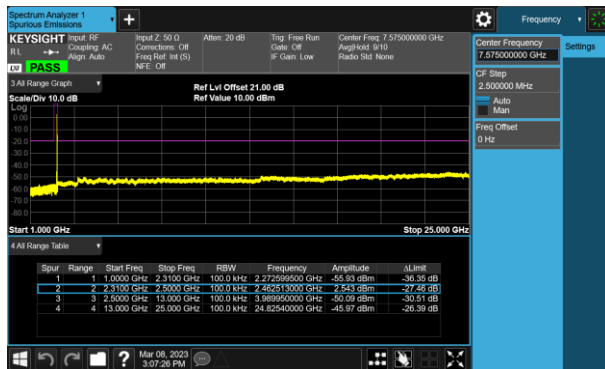 Spectrum Analyzer 1
Spurious Emissions
Frequency
KEYSIGHT Input: RF
RL
Coupling: AC
Align: Auto
Input Z: 50 Ω
Corrections: Off
Freq Ref: Int (S)
NFE: Off
Atten: 20 dB
Trig: Free Run
Gate: Off
IF Gain: Low
Center Freq: 7.575000000 GHz
Avg|Hold: 9/10
Radio Std: None
LXI PASS
Center Frequency
7.575000000 GHz
Settings
CF Step
2.500000 MHz
Auto
Man
Freq Offset
0 Hz
3 All Range Graph
Scale/Div 10.0 dB
Ref Lvl Offset 21.00 dB
Ref Value 10.00 dBm
Log
0.00
-10.0
-20.0
-30.0
-40.0
-50.0
-60.0
-70.0
-80.0
Start 1.000 GHz Stop 25.000 GHz
4 All Range Table
Spur Range Start Freq Stop Freq RBW Frequency Amplitude ΔLimit
1 1 1.0000 GHz 2.3100 GHz 100.0 kHz 2.272599500 GHz -55.93 dBm -36.35 dB
2 2 2.3100 GHz 2.5000 GHz 100.0 kHz 2.462513000 GHz 2.543 dBm -27.46 dB
3 3 2.5000 GHz 13.000 GHz 100.0 kHz 3.989950000 GHz -50.09 dBm -30.51 dB
4 4 13.000 GHz 25.000 GHz 100.0 kHz 24.82540000 GHz -45.97 dBm -26.39 dB
?
Mar 08, 2023
3:07:26 PM